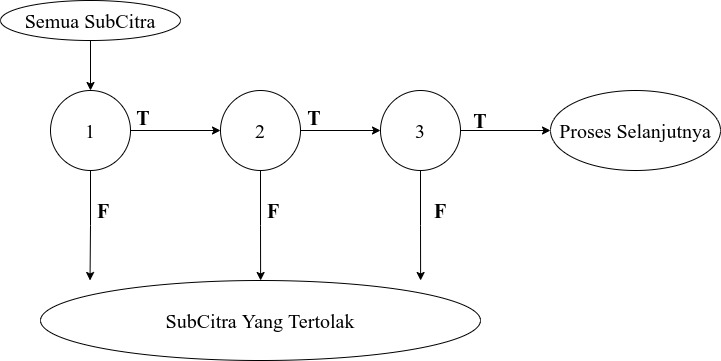 Semua SubCitra
T
T
T
1
2
3
Proses Selanjutnya
F
F
F
SubCitra Yang Tertolak